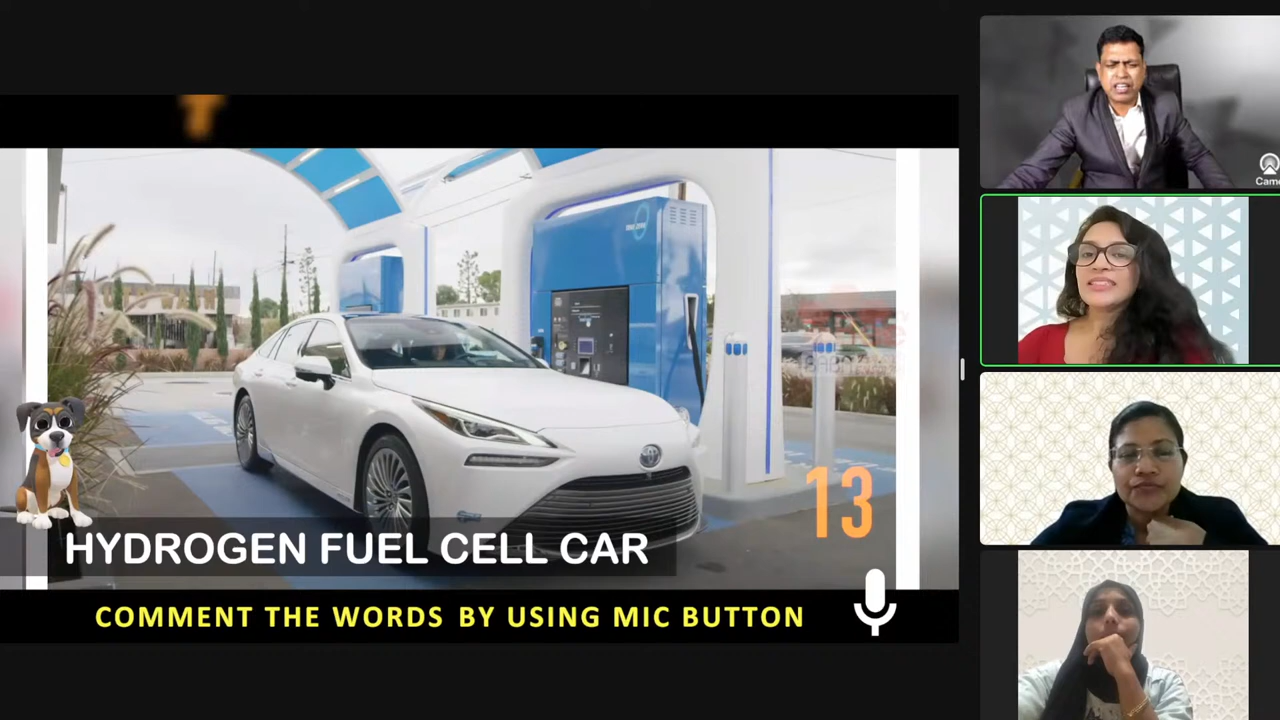 13
HYDROGEN FUEL CELL CAR
COMMENT THE WORDS BY USING MIC BUTTON